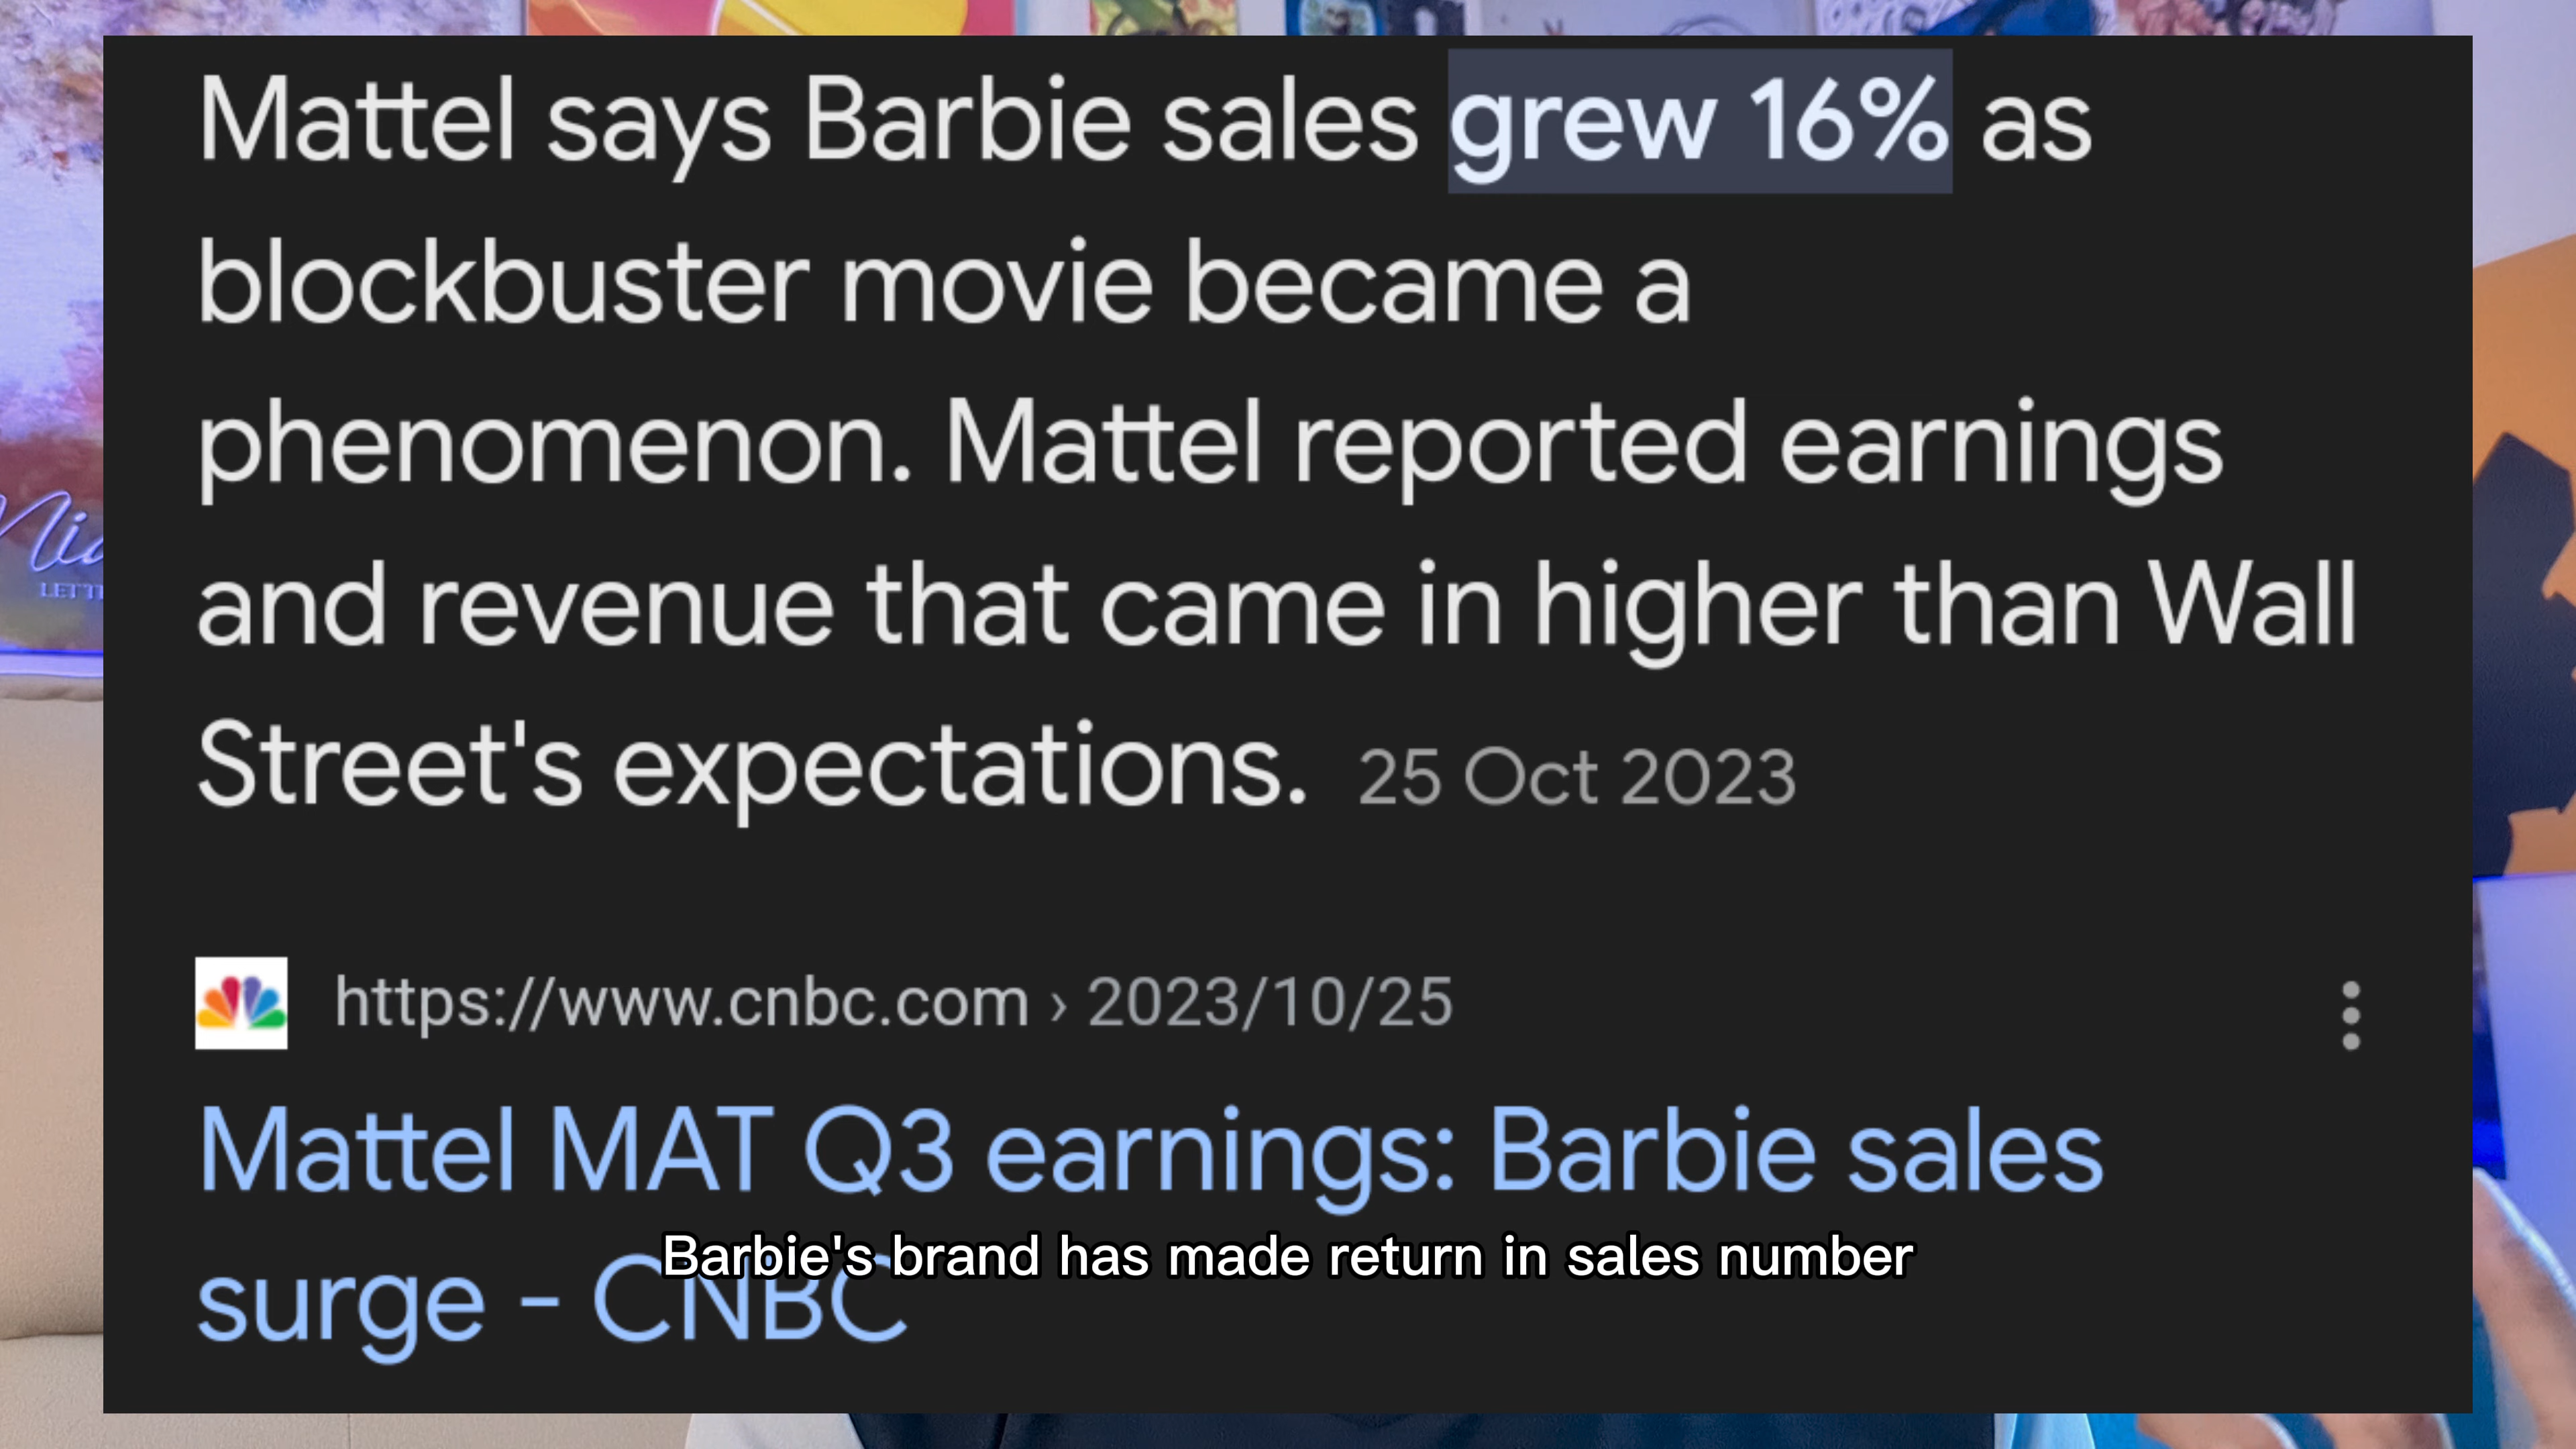 Mattel says Barbie sales grew 16% as
blockbuster movie became a
phenomenon. Mattel reported earnings
and revenue that came in higher than Wall
Street's expectations. 25 Oct 2023
https://www.cnbc.com › 2023/10/25
Mattel MAT Q3 earnings: Barbie sales
surge - CNBC
Barbie's brand has made return in sales number